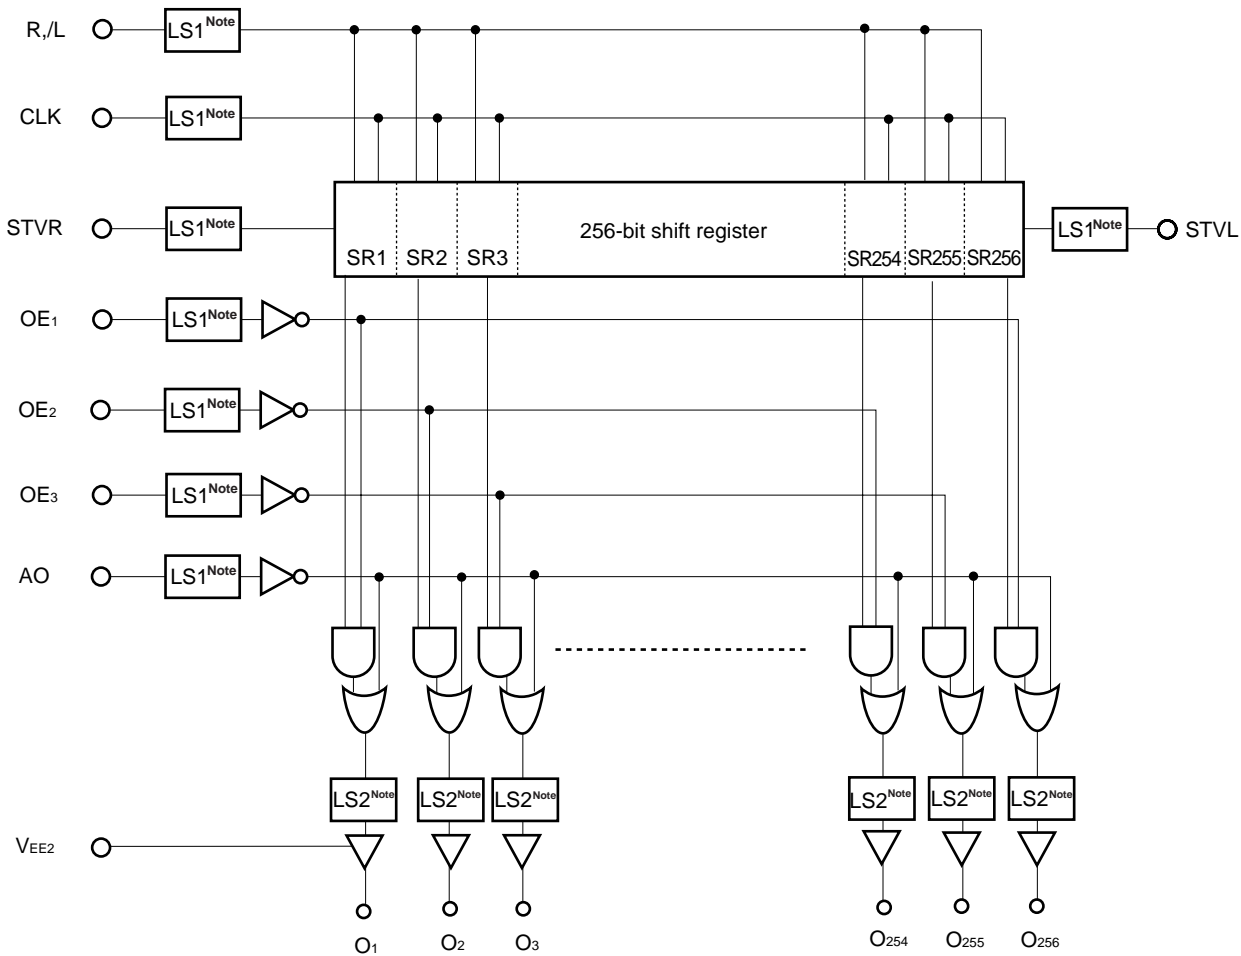 R,/L LS1Note
CLK LS1Note
STVR LS1Note 256-bit shift register LS1Note STVL
SR1 SR2 SR3 SR254 SR255 SR256
OE1 LS1Note
OE2 LS1Note
OE3 LS1Note
AO LS1Note
LS2Note LS2Note LS2Note LS2Note LS2Note LS2Note
VEE2
O1 O2 O3 O254 O255 O256